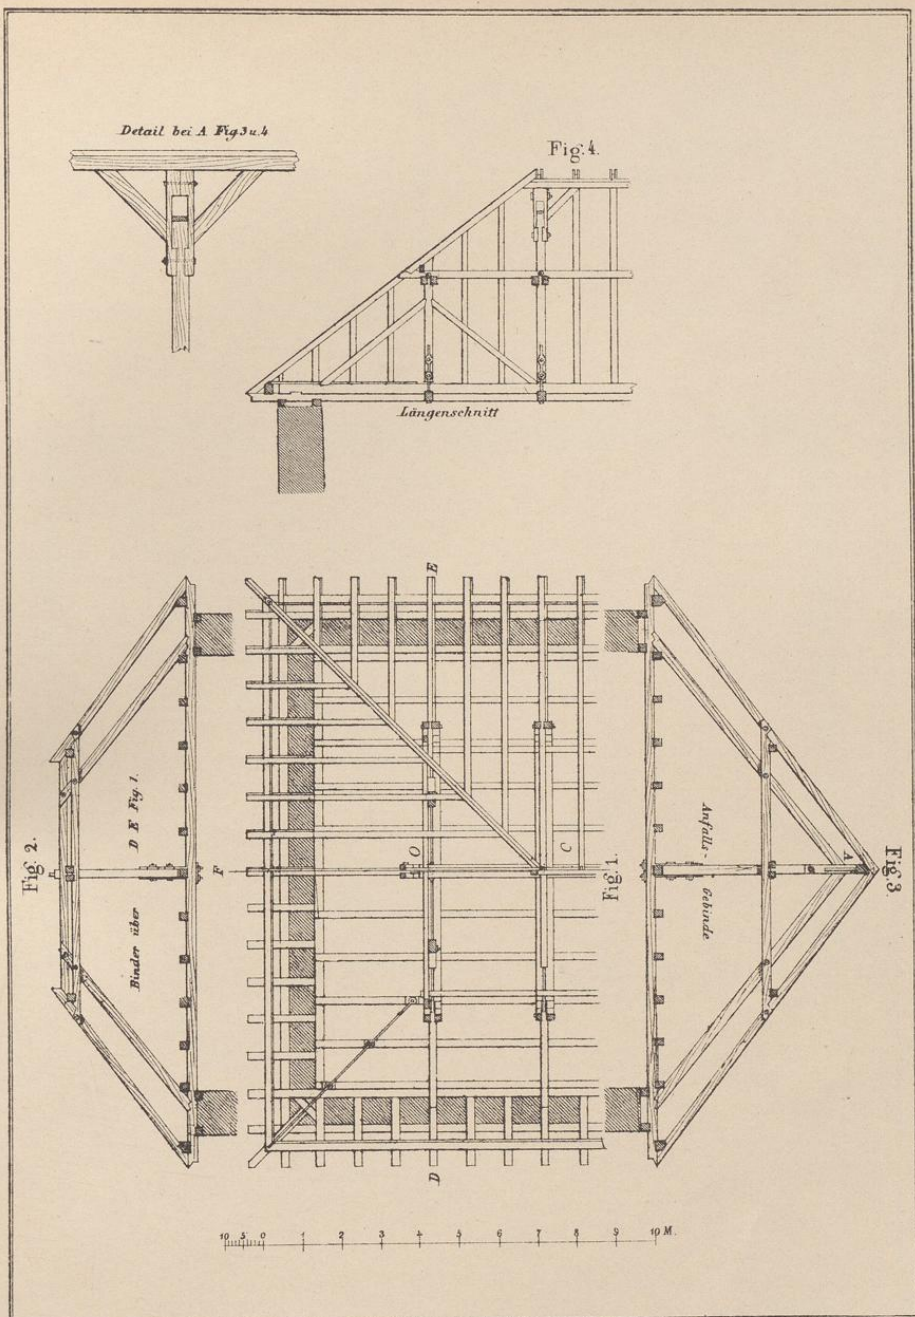 Detail bei A Fig 3 u. 4
Fig. 4.
Längenschnitt
E
Fig. 2.
D E Fig. 1.
Binder über
F
O
C
Fig. 1.
Anfalls-
Gebinde
A
Fig. 3
D
10 5 0 1 2 3 4 5 6 7 8 9 10 M.